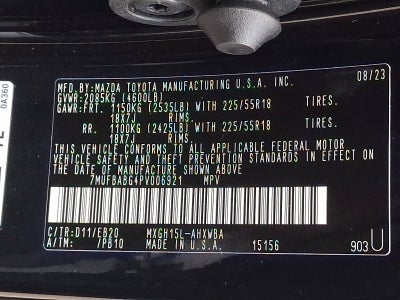 08/23
MFD.BY:MAZDA TOYOTA MANUFACTURING U.S.A. INC.
GVWR:2085KG (4600LB)
GAWR:FRT. 1150KG (2535LB) WITH 225/55R18 TIRES.
18X7J RIMS.
RR. 1100KG (2425LB) WITH 225/55R18 TIRES.
18X7J RIMS.
THIS VEHICLE CONFORMS TO ALL APPLICABLE FEDERAL MOTOR
VEHICLE SAFETY AND THEFT PREVENTION STANDARDS IN EFFECT ON
THE DATE OF MANUFACTURE SHOWN ABOVE.
7MUFBABG4PV006921 MPV
C/TR:D11/EB20 MXGH15L-AHXWBA
A/TM: /PB10 MADE IN U.S.A. 15156 903U
0A360